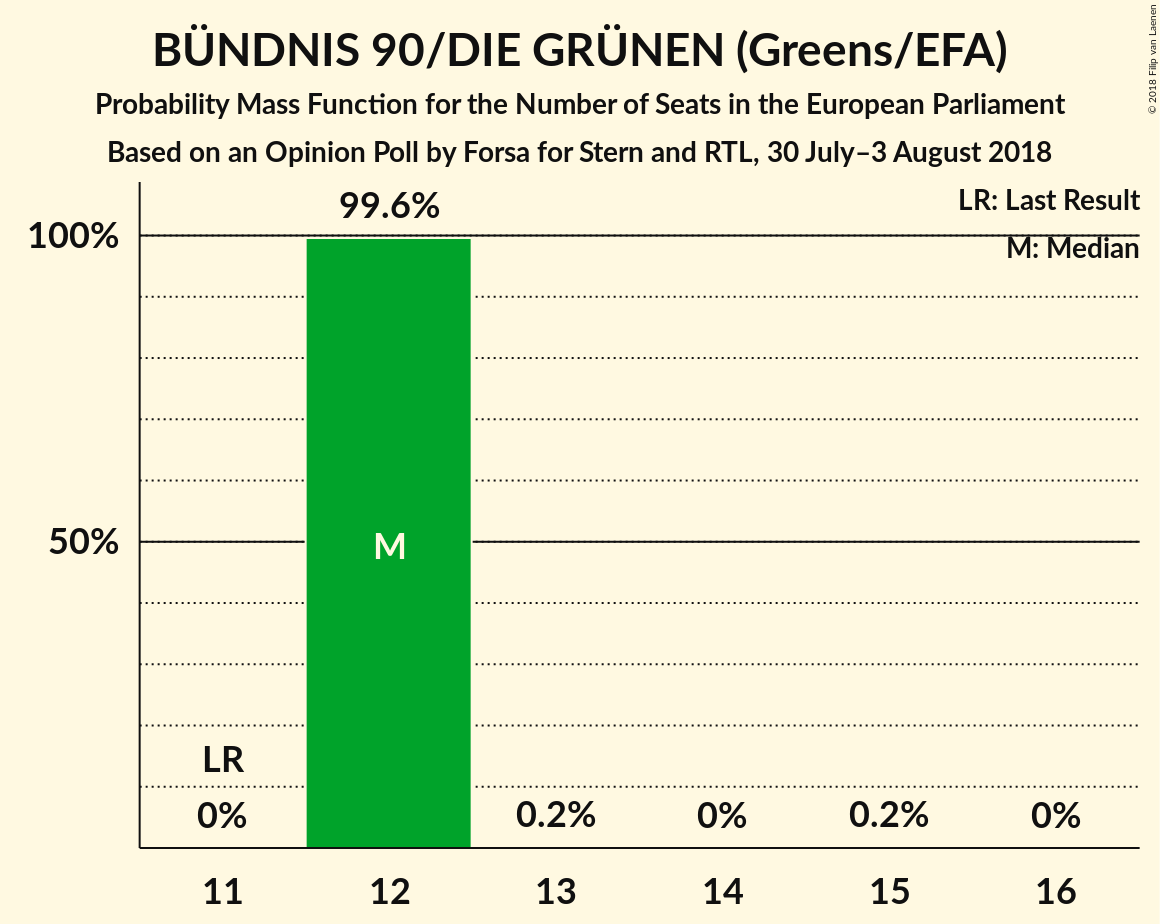 BÜNDNIS 90/DIE GRÜNEN (Greens/EFA)
Probability Mass Function for the Number of Seats in the European Parliament
Based on an Opinion Poll by Forsa for Stern and RTL, 30 July–3 August 2018
© 2018 Filip van Laenen
LR: Last Result
M: Median
99.6%
100%
50%
M
LR
0%
0.2%
0%
0.2%
0%
11
12
13
14
15
16